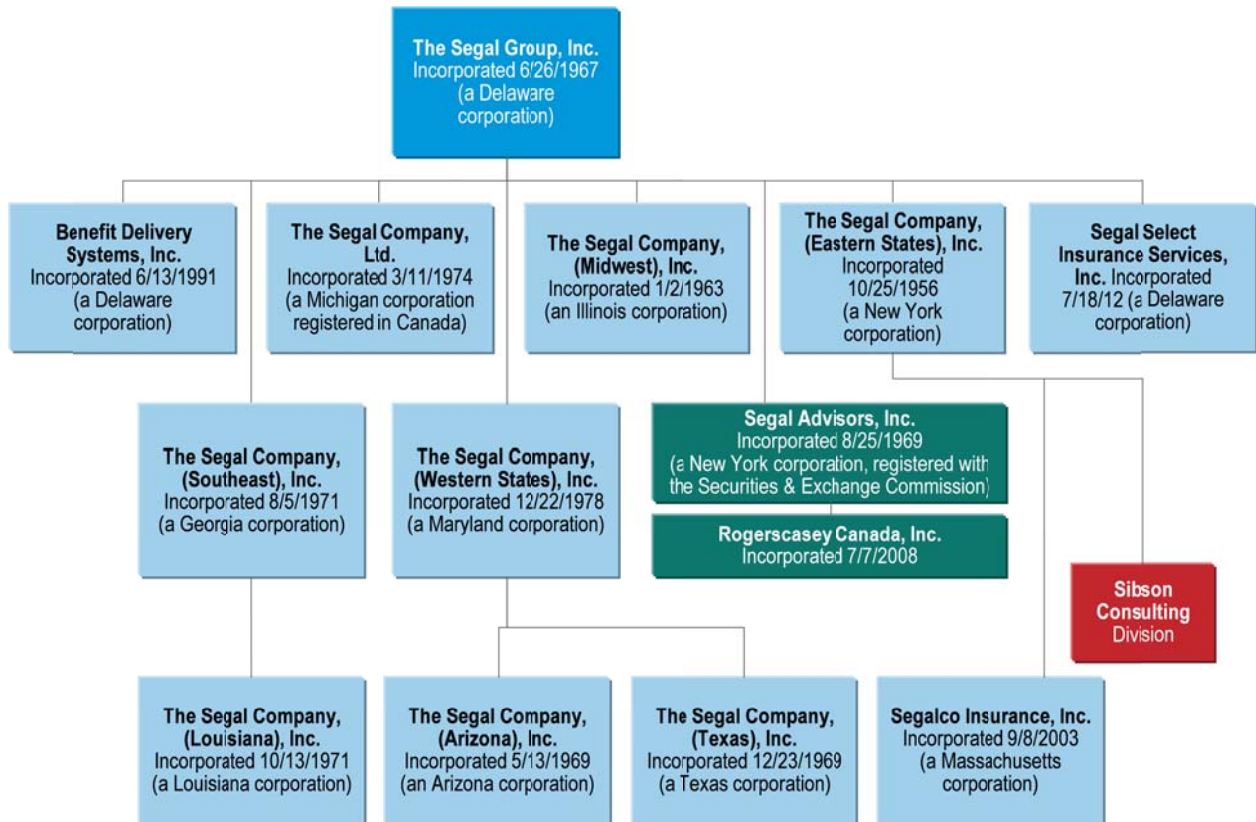 The Segal Group, Inc.
Incorporated 6/26/1967
(a Delaware
corporation)
Benefit Delivery
Systems, Inc.
Incorporated 6/13/1991
(a Delaware
corporation)
The Segal Company,
Ltd.
Incorporated 3/11/1974
(a Michigan corporation
registered in Canada)
The Segal Company,
(Midwest), Inc.
Incorporated 1/2/1963
(an Illinois corporation)
The Segal Company,
(Eastern States), Inc.
Incorporated
10/25/1956
(a New York
corporation)
Segal Select
Insurance Services,
Inc. Incorporated
7/18/12 (a Delaware
corporation)
The Segal Company,
(Southeast), Inc.
Incorporated 8/5/1971
(a Georgia corporation)
The Segal Company,
(Western States), Inc.
Incorporated 12/22/1978
(a Maryland corporation)
Segal Advisors, Inc.
Incorporated 8/25/1969
(a New York corporation, registered with
the Securities & Exchange Commission)
Rogerscasey Canada, Inc.
Incorporated 7/7/2008
Sibson
Consulting
Division
The Segal Company,
(Louisiana), Inc.
Incorporated 10/13/1971
(a Louisiana corporation)
The Segal Company,
(Arizona), Inc.
Incorporated 5/13/1969
(an Arizona corporation)
The Segal Company,
(Texas), Inc.
Incorporated 12/23/1969
(a Texas corporation)
Segalco Insurance, Inc.
Incorporated 9/8/2003
(a Massachusetts
corporation)